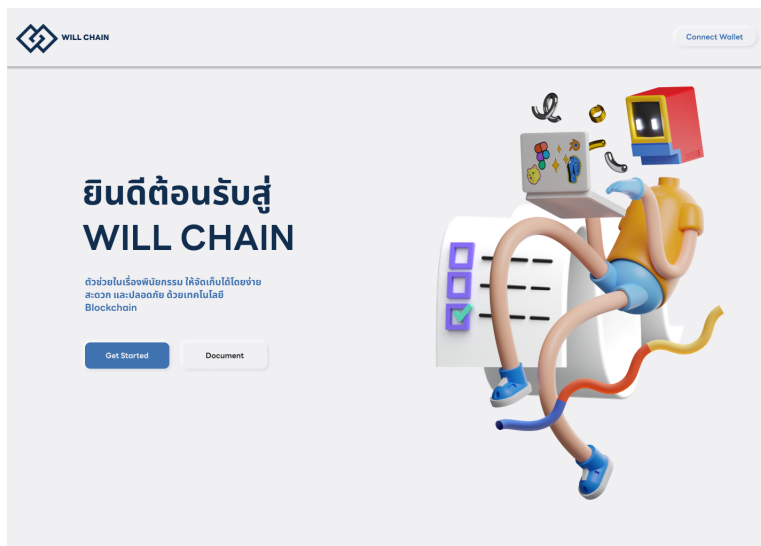 WILL CHAIN
Connect Wallet
ยินดีต้อนรับสู่
WILL CHAIN
ตัวช่วยในเรื่องพินัยกรรม ให้จัดเก็บได้โดยง่าย
สะดวก และปลอดภัย ด้วยเทคโนโลยี
Blockchain
Get Started
Document